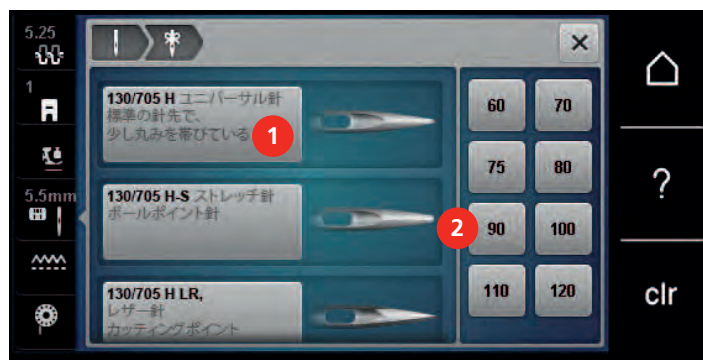 5.25
1
5.5mm
130/705 H ユニバーサル針
標準の針先で、
少し丸みを帯びている
1
130/705 H-S ストレッチ針
ボールポイント針
130/705 H LR,
レザー針
カッティングポイント
60 70
75 80
2
90 100
110 120
?
clr